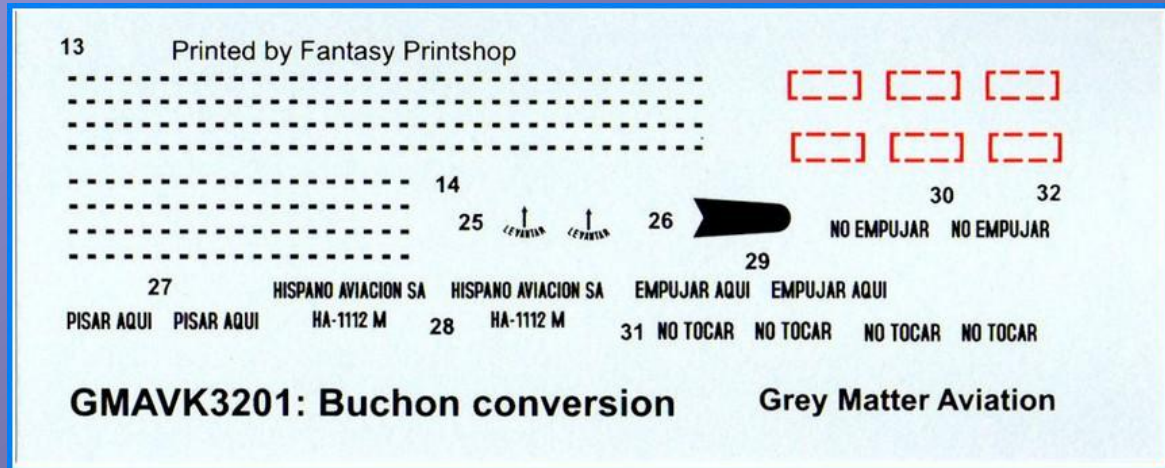 13 Printed by Fantasy Printshop
14
30 32
25 LEVANTAR LEVANTAR 26 NO EMPUJAR NO EMPUJAR
29
27 HISPANO AVIACION SA HISPANO AVIACION SA EMPUJAR AQUI EMPUJAR AQUI
PISAR AQUI PISAR AQUI HA-1112 M 28 HA-1112 M 31 NO TOCAR NO TOCAR NO TOCAR NO TOCAR
GMAVK3201: Buchon conversion Grey Matter Aviation